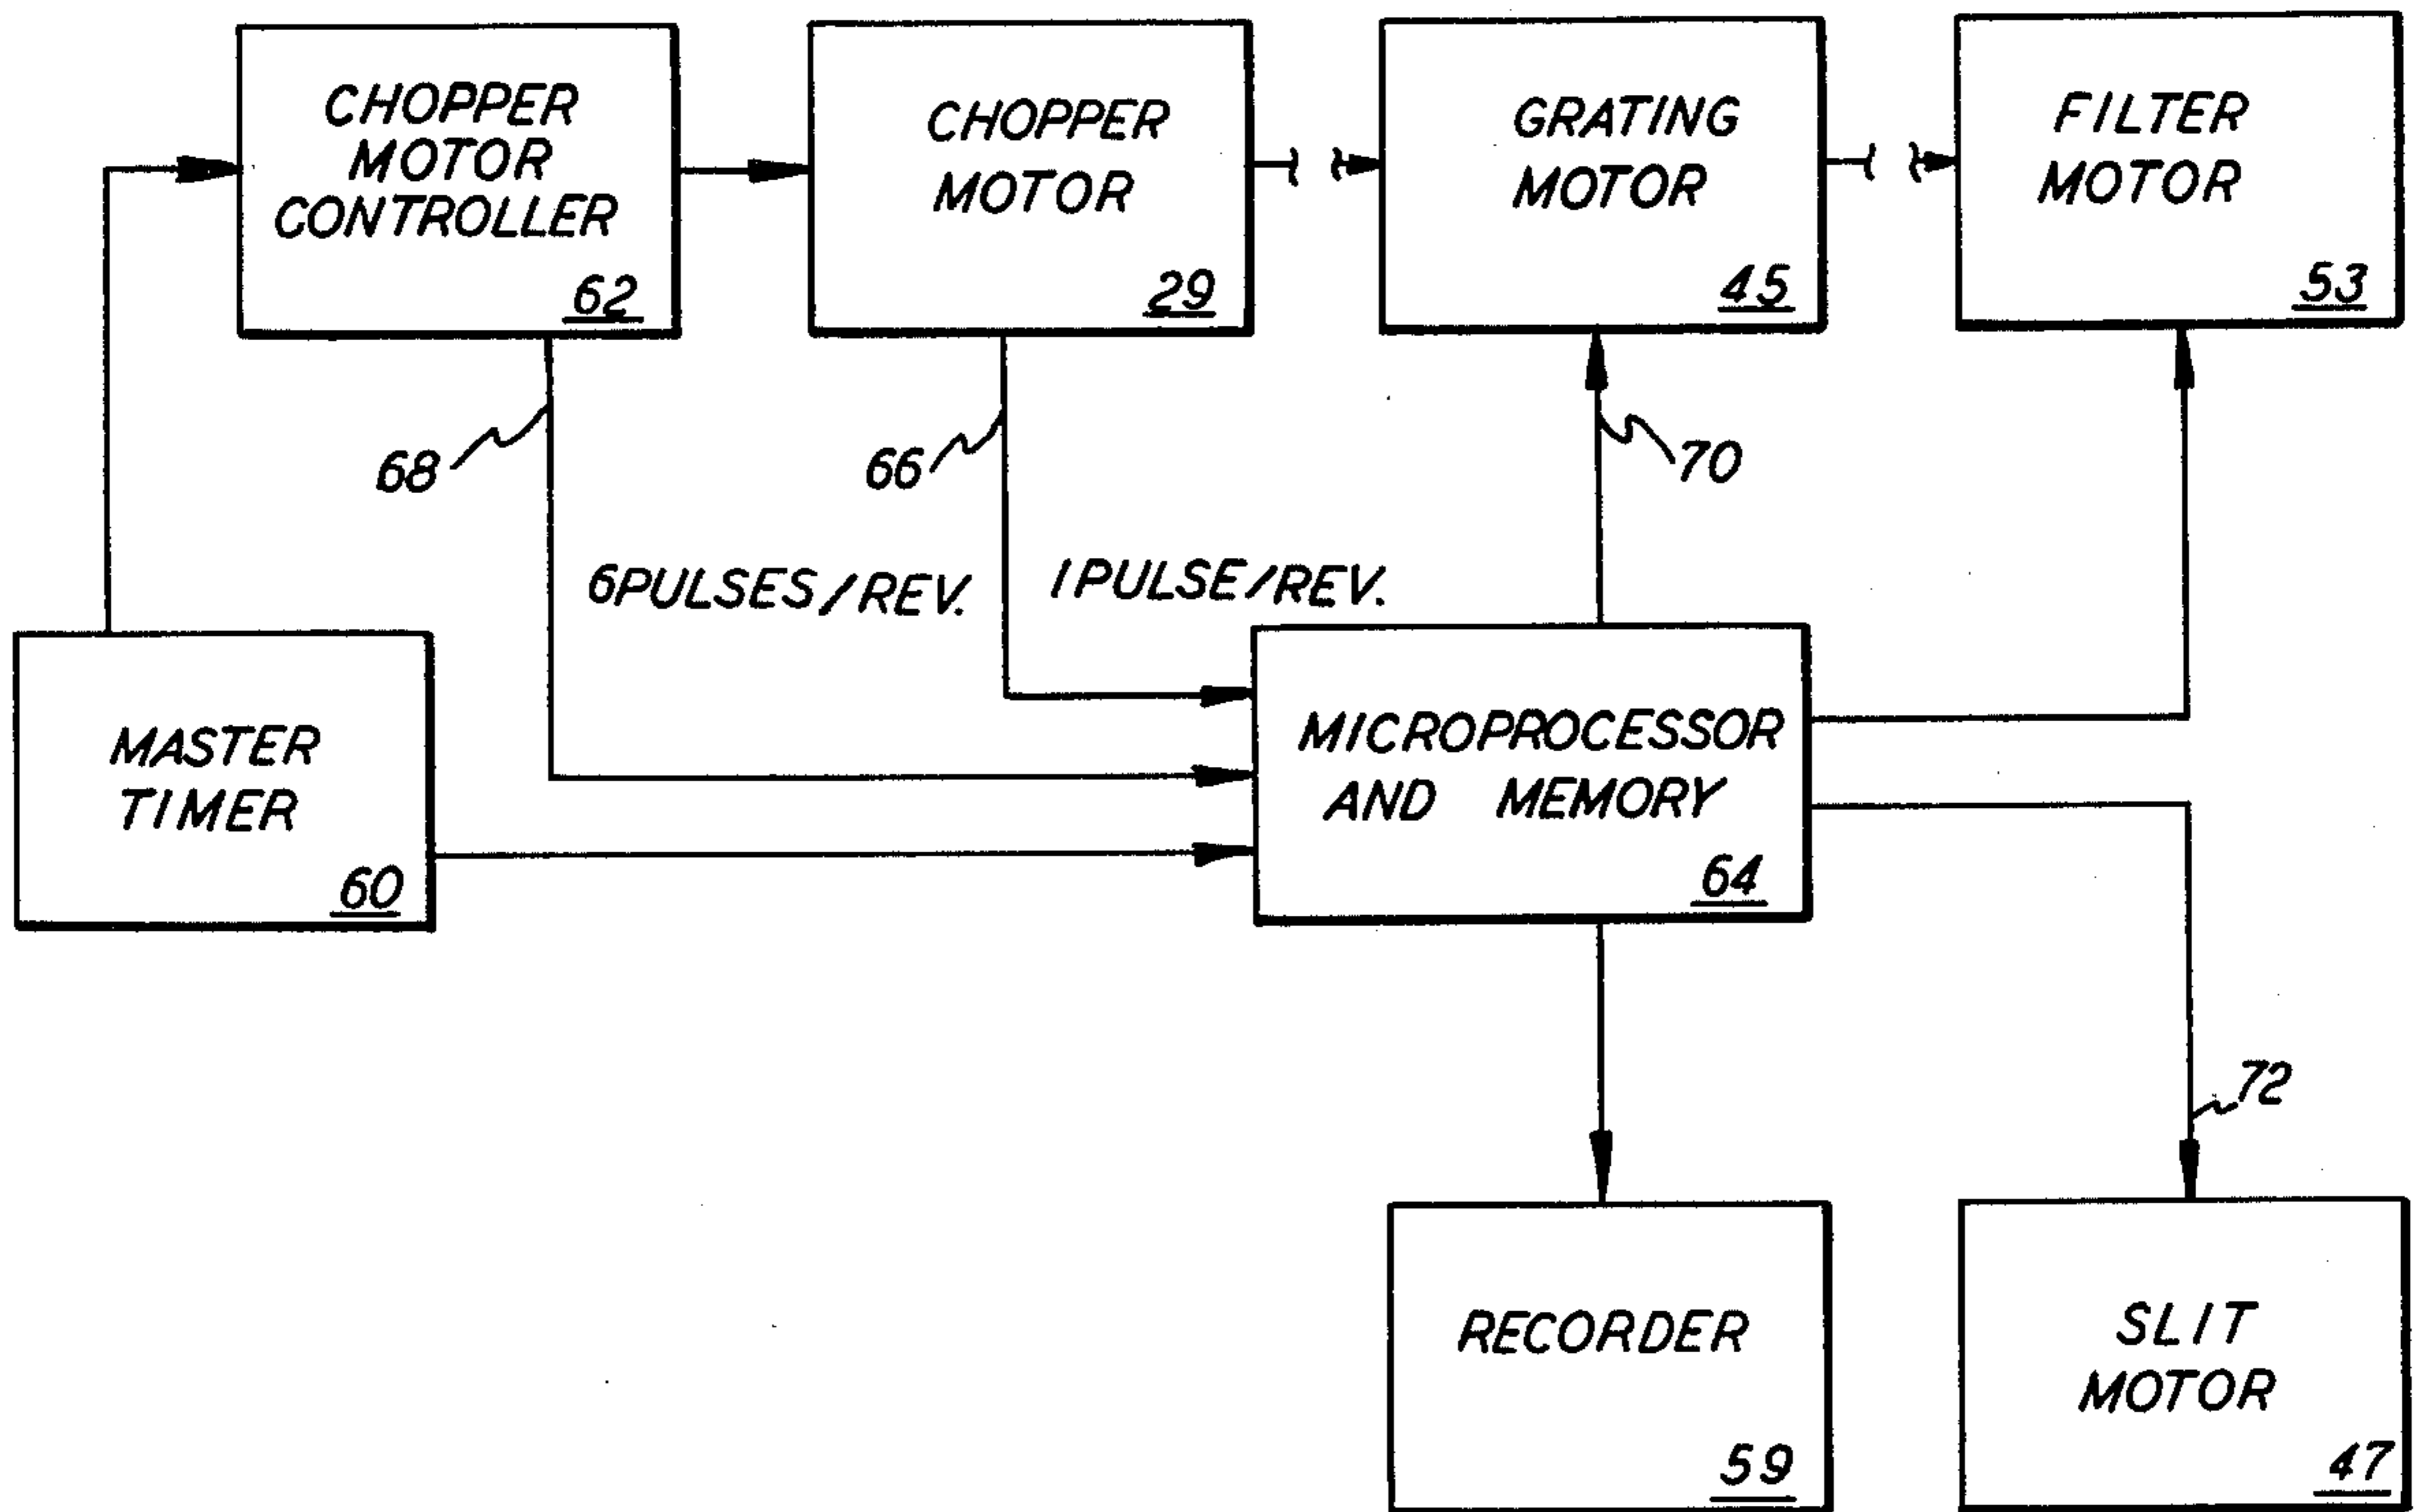 CHOPPER
MOTOR
CONTROLLER
62
CHOPPER
MOTOR
29
GRATING
MOTOR
45
FILTER
MOTOR
53
68
66
70
6PULSES/REV.
1PULSE/REV.
MASTER
TIMER
60
MICROPROCESSOR
AND MEMORY
64
72
RECORDER
59
SLIT
MOTOR
47